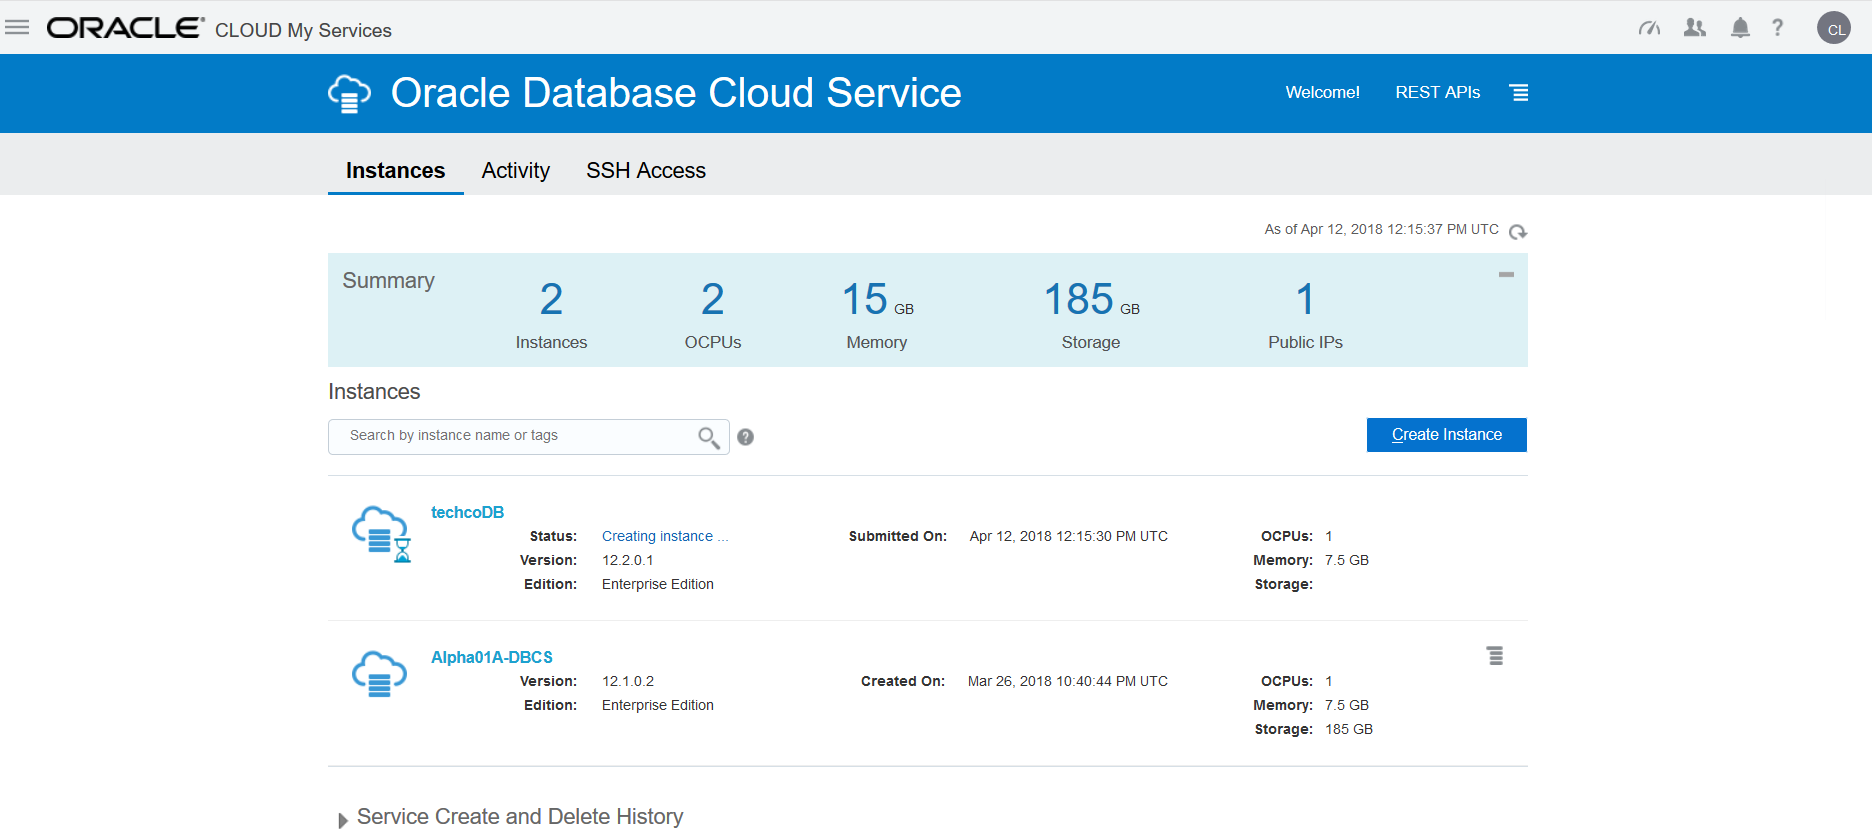 ORACLE® CLOUD My Services
CL
Oracle Database Cloud Service
Welcome! REST APIs
Instances Activity SSH Access
As of Apr 12, 2018 12:15:37 PM UTC
Summary
2 2 15 GB 185 GB 1
Instances OCPUs Memory Storage Public IPs
Instances
Search by instance name or tags
Create Instance
techcoDB
Status: Creating instance ... Submitted On: Apr 12, 2018 12:15:30 PM UTC OCPUs: 1
Version: 12.2.0.1 Memory: 7.5 GB
Edition: Enterprise Edition Storage:
Alpha01A-DBCS
Version: 12.1.0.2 Created On: Mar 26, 2018 10:40:44 PM UTC OCPUs: 1
Edition: Enterprise Edition Memory: 7.5 GB
Storage: 185 GB
Service Create and Delete History